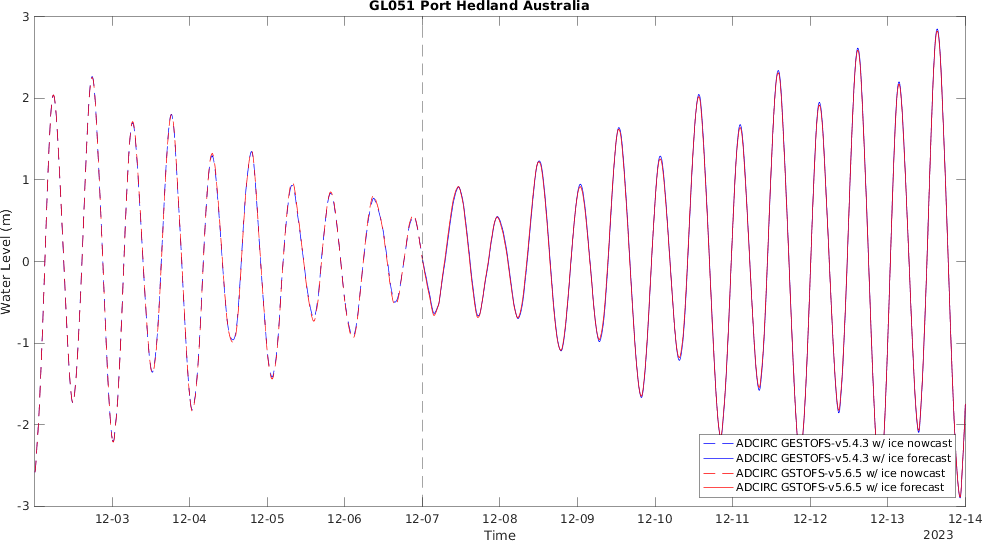 GL051 Port Hedland Australia
3
2
1
0
-1
-2
-3
Water Level (m)
ADCIRC GESTOFS-v5.4.3 w/ ice nowcast
ADCIRC GESTOFS-v5.4.3 w/ ice forecast
ADCIRC GSTOFS-v5.6.5 w/ ice nowcast
ADCIRC GSTOFS-v5.6.5 w/ ice forecast
12-03 12-04 12-05 12-06 12-07 12-08 12-09 12-10 12-11 12-12 12-13 12-14
Time
2023